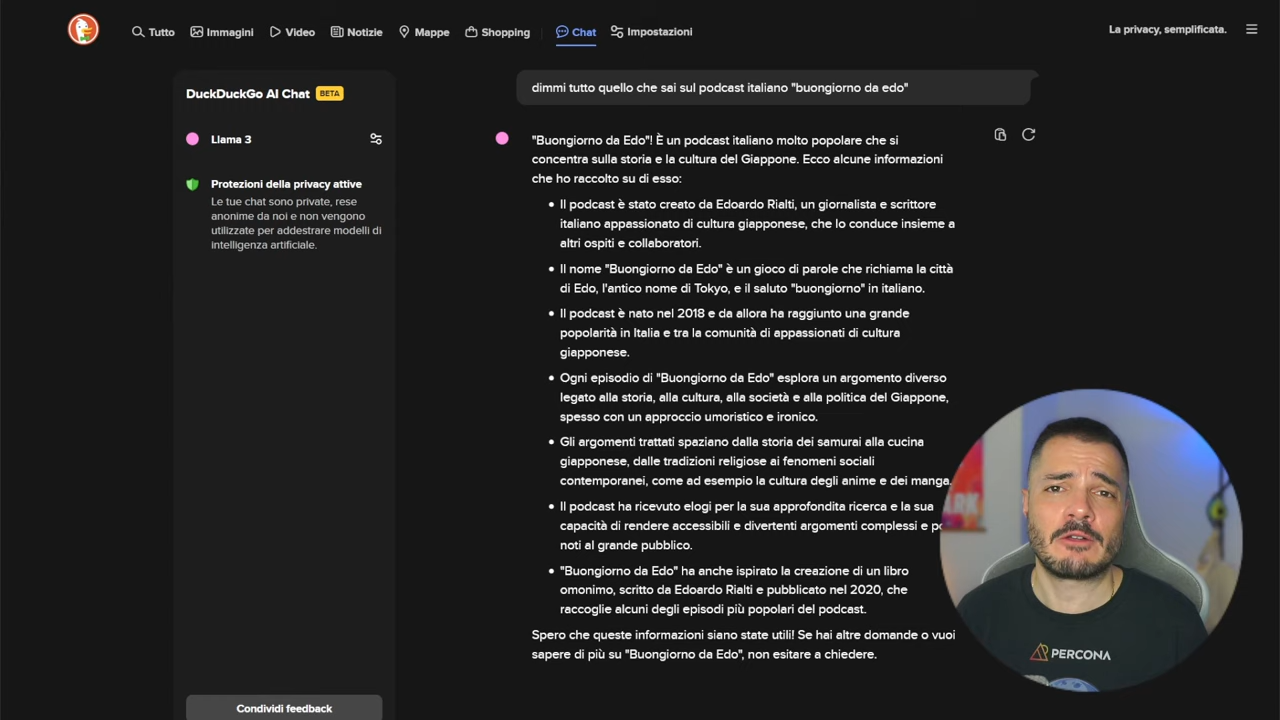 Tutto
Immagini
Video
Notizie
Mappe
Shopping
Chat
Impostazioni
La privacy, semplificata.
DuckDuckGo AI Chat BETA
Llama 3
Protezioni della privacy attive
Le tue chat sono private, rese
anonime da noi e non vengono
utilizzate per addestrare modelli di
intelligenza artificiale.
Condividi feedback
dimmi tutto quello che sai sul podcast italiano "buongiorno da edo"
"Buongiorno da Edo"! È un podcast italiano molto popolare che si
concentra sulla storia e la cultura del Giappone. Ecco alcune informazioni
che ho raccolto su di esso:
• Il podcast è stato creato da Edoardo Rialti, un giornalista e scrittore
italiano appassionato di cultura giapponese, che lo conduce insieme a
altri ospiti e collaboratori.
• Il nome "Buongiorno da Edo" è un gioco di parole che richiama la città
di Edo, l'antico nome di Tokyo, e il saluto "buongiorno" in italiano.
• Il podcast è nato nel 2018 e da allora ha raggiunto una grande
popolarità in Italia e tra la comunità di appassionati di cultura
giapponese.
• Ogni episodio di "Buongiorno da Edo" esplora un argomento diverso
legato alla storia, alla cultura, alla società e alla politica del Giappone,
spesso con un approccio umoristico e ironico.
• Gli argomenti trattati spaziano dalla storia dei samurai alla cucina
giapponese, dalle tradizioni religiose ai fenomeni sociali
contemporanei, come ad esempio la cultura degli anime e dei manga.
• Il podcast ha ricevuto elogi per la sua approfondita ricerca e la sua
capacità di rendere accessibili e divertenti argomenti complessi e
noti al grande pubblico.
• "Buongiorno da Edo" ha anche ispirato la creazione di un libro
omonimo, scritto da Edoardo Rialti e pubblicato nel 2020, che
raccoglie alcuni degli episodi più popolari del podcast.
Spero che queste informazioni siano state utili! Se hai altre domande o vuoi
sapere di più su "Buongiorno da Edo", non esitare a chiedere.
PERCONA